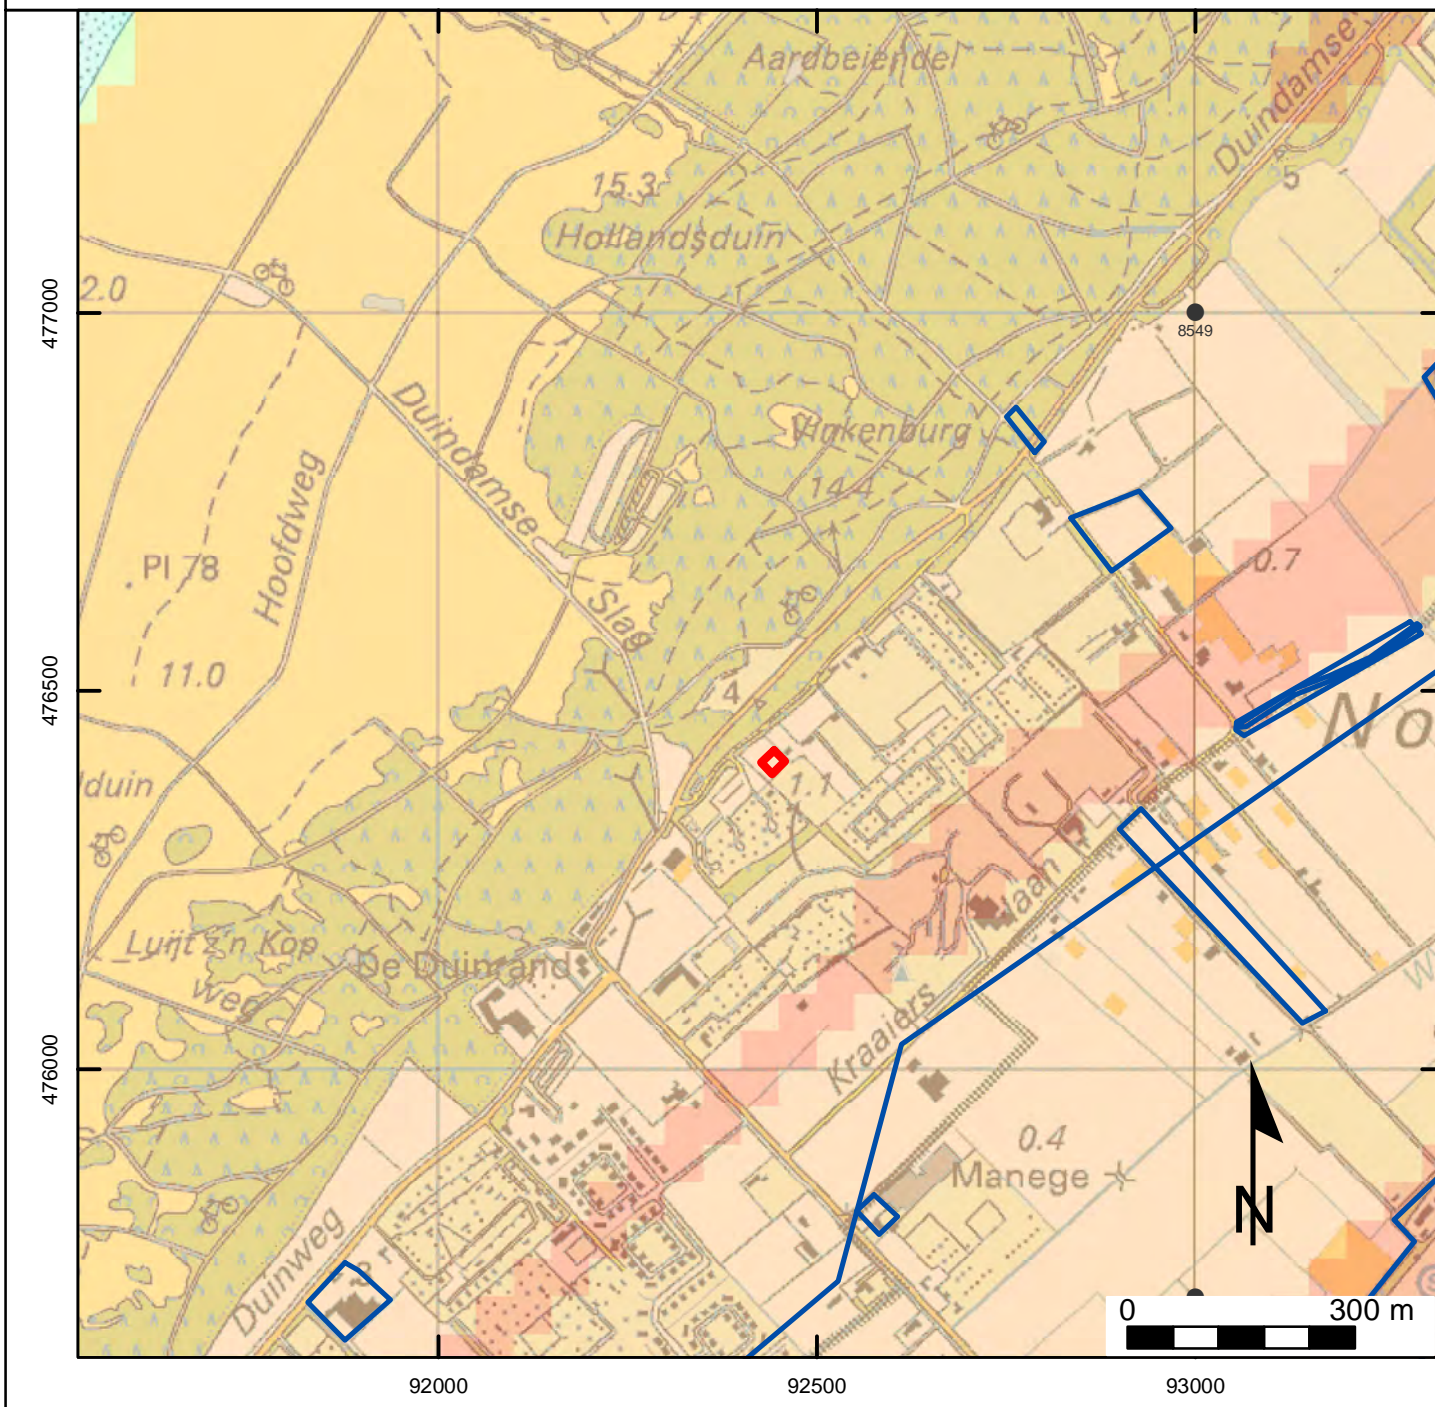 Aardbeiendel
Duindamse
5
15.3
Hollandsduin
2.0
477000
8549
Duindamse
Slag
Vinkenburg
14.4
Hoofdweg
PI 78
0.7
11.0
476500
4
No
1.1
duin
laan
Luijt z'n Kop
weg
De Duinrand
Kraaiers
W
476000
0.4
Manege
N
Duinweg
3
0 300 m
92000 92500 93000